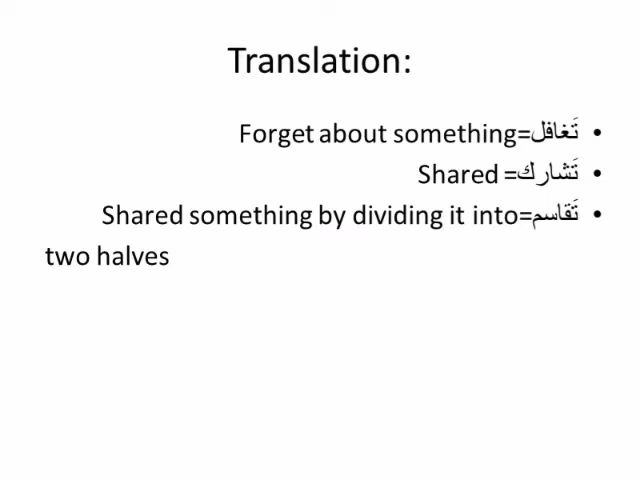 Translation:
• تَغافل=Forget about something
• تَشارك= Shared
• تَقاسم=Shared something by dividing it into
two halves